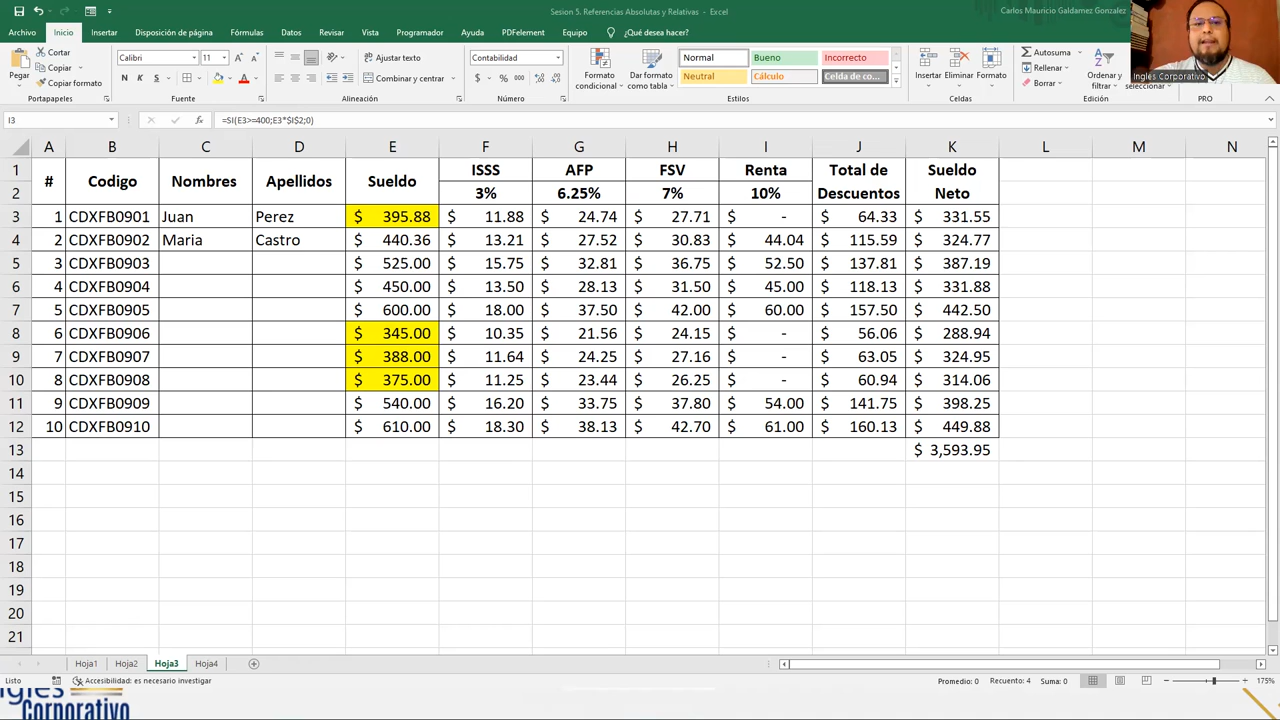 Sesion 5. Referencias Absolutas y Relativas - Excel
Carlos Mauricio Galdamez Gonzalez
Archivo Inicio Insertar Disposición de página Fórmulas Datos Revisar Vista Programador Ayuda PDFelement Equipo ¿Qué desea hacer?
Pegar
Cortar
Copiar
Copiar formato
Portapapeles
Calibri 11
N K S
Fuente
Ajustar texto
Combinar y centrar
Alineación
Contabilidad
$ % 000
Número
Formato condicional
Dar formato como tabla
Normal Bueno Incorrecto
Neutral Cálculo Celda de co...
Estilos
Insertar Eliminar Formato
Celdas
Autosuma
Rellenar
Borrar
Ordenar y filtrar
Edición
PRO
Ingles Corporativo
I3 fx =SI(E3>=400;E3*$I$2;0)
A B C D E F G H I J K L M N
1 # Codigo Nombres Apellidos Sueldo ISSS AFP FSV Renta Total de Sueldo
2 3% 6.25% 7% 10% Descuentos Neto
3 1 CDXFB0901 Juan Perez $ 395.88 $ 11.88 $ 24.74 $ 27.71 $ - $ 64.33 $ 331.55
4 2 CDXFB0902 Maria Castro $ 440.36 $ 13.21 $ 27.52 $ 30.83 $ 44.04 $ 115.59 $ 324.77
5 3 CDXFB0903 $ 525.00 $ 15.75 $ 32.81 $ 36.75 $ 52.50 $ 137.81 $ 387.19
6 4 CDXFB0904 $ 450.00 $ 13.50 $ 28.13 $ 31.50 $ 45.00 $ 118.13 $ 331.88
7 5 CDXFB0905 $ 600.00 $ 18.00 $ 37.50 $ 42.00 $ 60.00 $ 157.50 $ 442.50
8 6 CDXFB0906 $ 345.00 $ 10.35 $ 21.56 $ 24.15 $ - $ 56.06 $ 288.94
9 7 CDXFB0907 $ 388.00 $ 11.64 $ 24.25 $ 27.16 $ - $ 63.05 $ 324.95
10 8 CDXFB0908 $ 375.00 $ 11.25 $ 23.44 $ 26.25 $ - $ 60.94 $ 314.06
11 9 CDXFB0909 $ 540.00 $ 16.20 $ 33.75 $ 37.80 $ 54.00 $ 141.75 $ 398.25
12 10 CDXFB0910 $ 610.00 $ 18.30 $ 38.13 $ 42.70 $ 61.00 $ 160.13 $ 449.88
13 $ 3,593.95
14
15
16
17
18
19
20
21
Hoja1 Hoja2 Hoja3 Hoja4
Listo Accesibilidad: es necesario investigar Promedio: 0 Recuento: 4 Suma: 0 175%
Ingles
Corporativo